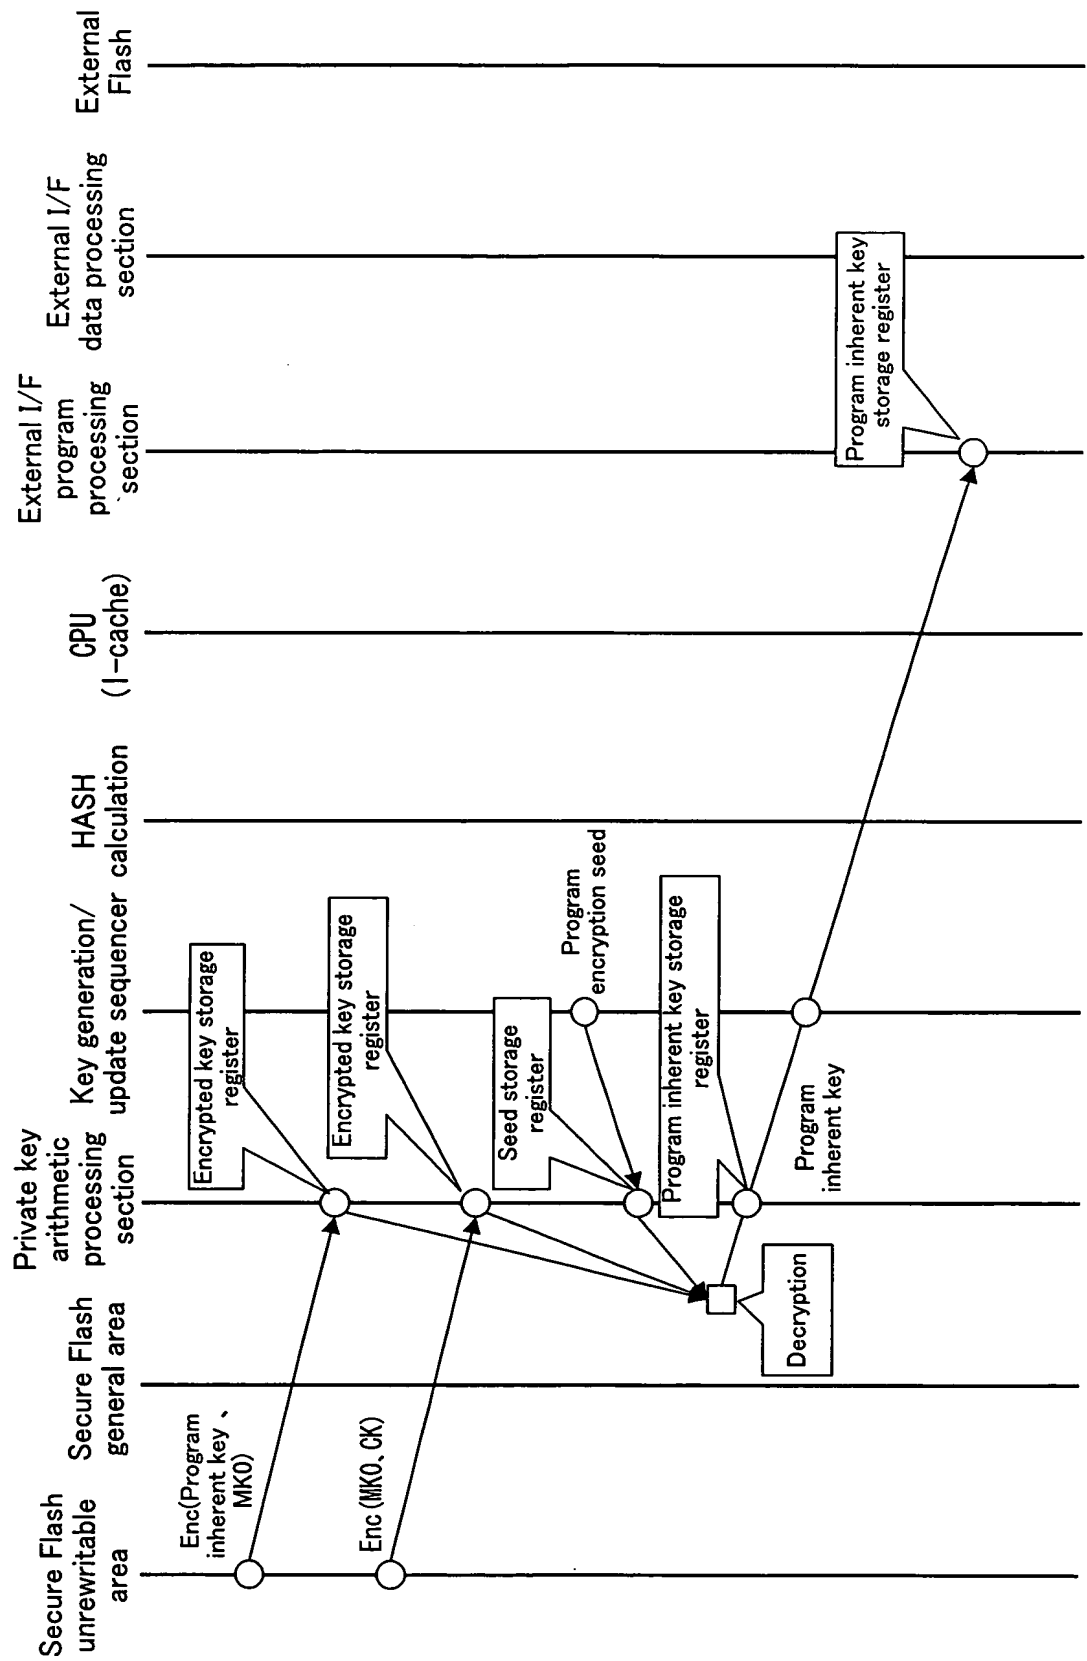 Secure Flash
unrewritable
area
Secure Flash
general area
Private key
arithmetic
processing
section
Key generation/
update sequencer
HASH
calculation
CPU
(I-cache)
External I/F
program
processing
section
External I/F
data processing
section
External
Flash
Enc(Program
inherent key、
MK0)
Encrypted key storage
register
Enc(MK0、CK)
Encrypted key storage
register
Program
encryption seed
Seed storage
register
Program inherent key storage
register
Decryption
Program
inherent key
Program inherent key
storage register